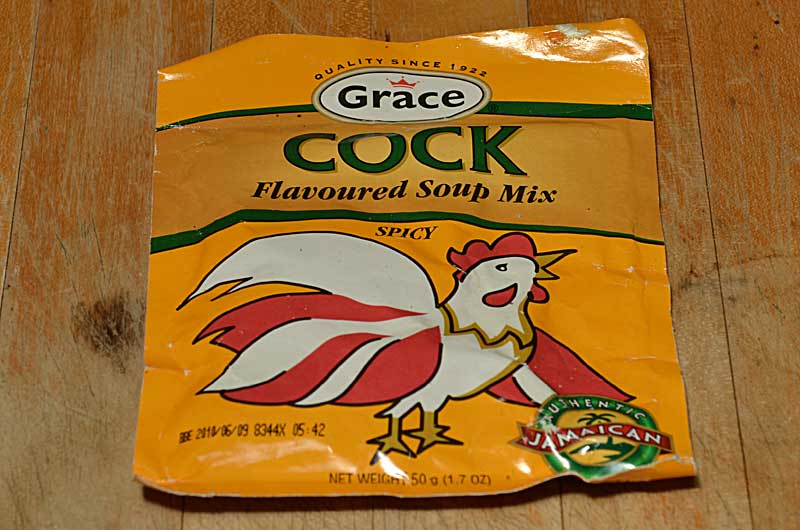 QUALITY SINCE 1922
Grace
COCK
Flavoured Soup Mix
SPICY
BBE 2010/06/09 8344X 05:42
AUTHENTIC
JAMAICAN
NET WEIGHT 50 g (1.7 OZ)